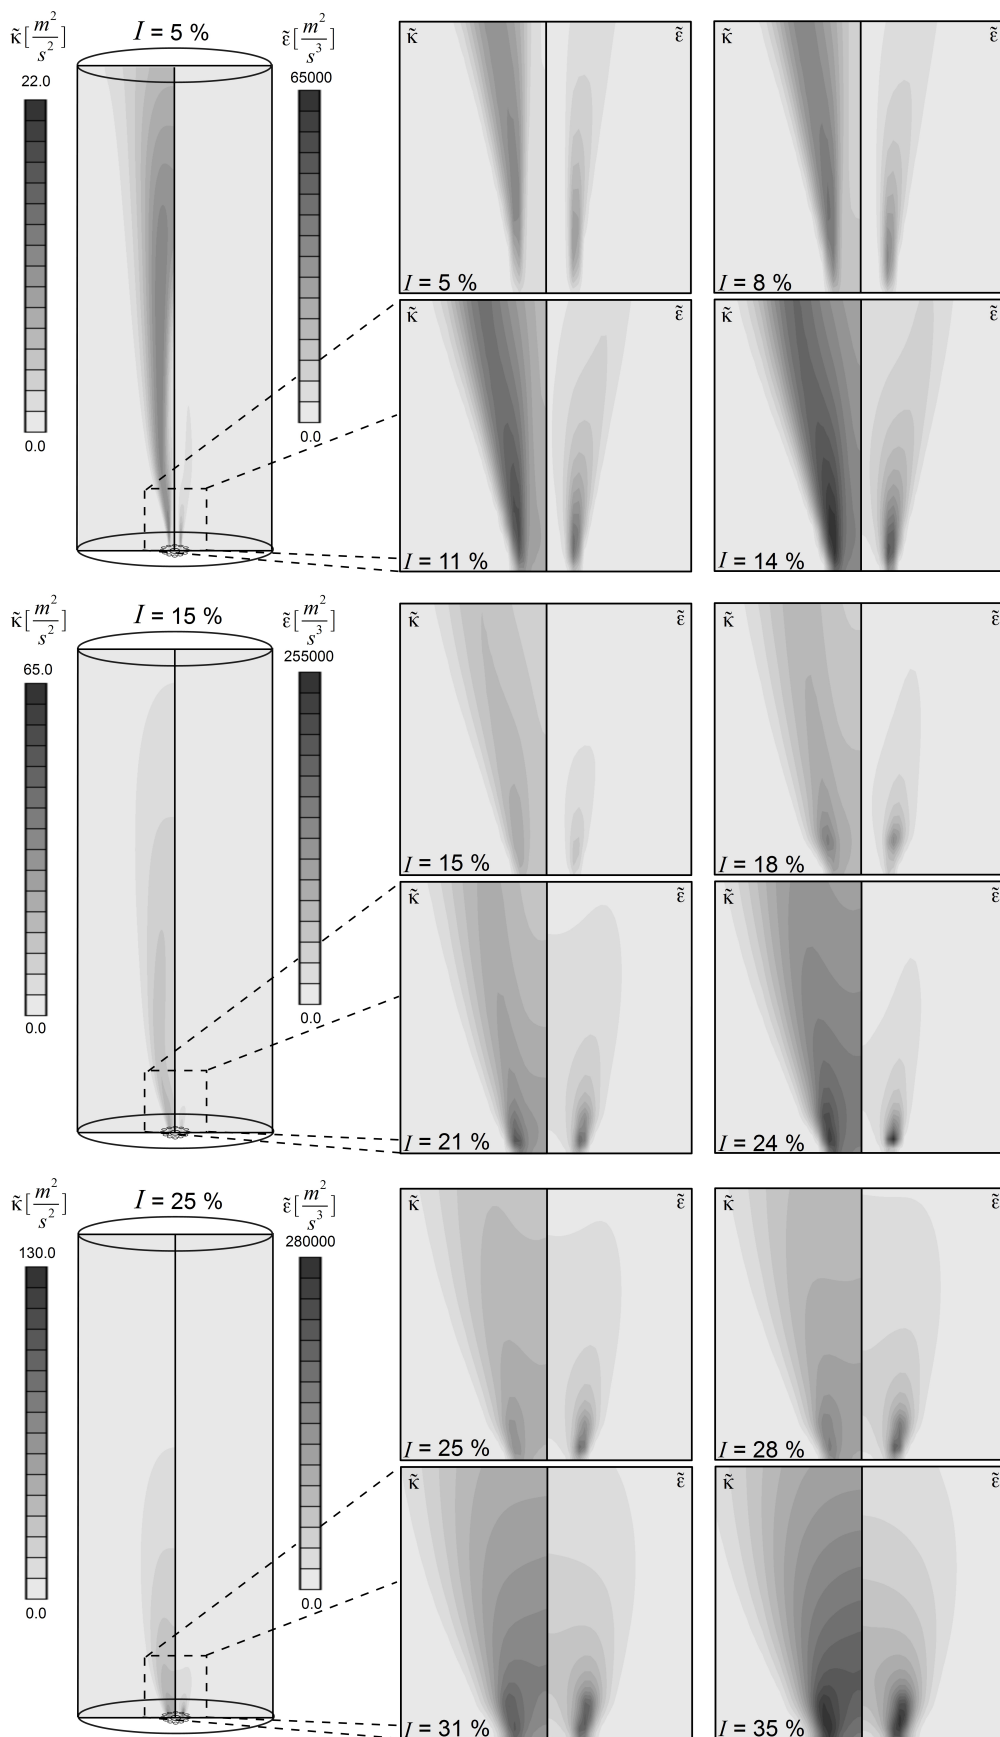 κ̃[m²/s²] I = 5 % ε̃[m²/s³]
22.0 65000
0.0 0.0
κ̃ ε̃
I = 5 %
κ̃ ε̃
I = 8 %
κ̃ ε̃
I = 11 %
κ̃ ε̃
I = 14 %
κ̃[m²/s²] I = 15 % ε̃[m²/s³]
65.0 255000
0.0 0.0
κ̃ ε̃
I = 15 %
κ̃ ε̃
I = 18 %
κ̃ ε̃
I = 21 %
κ̃ ε̃
I = 24 %
κ̃[m²/s²] I = 25 % ε̃[m²/s³]
130.0 280000
0.0 0.0
κ̃ ε̃
I = 25 %
κ̃ ε̃
I = 28 %
κ̃ ε̃
I = 31 %
κ̃ ε̃
I = 35 %